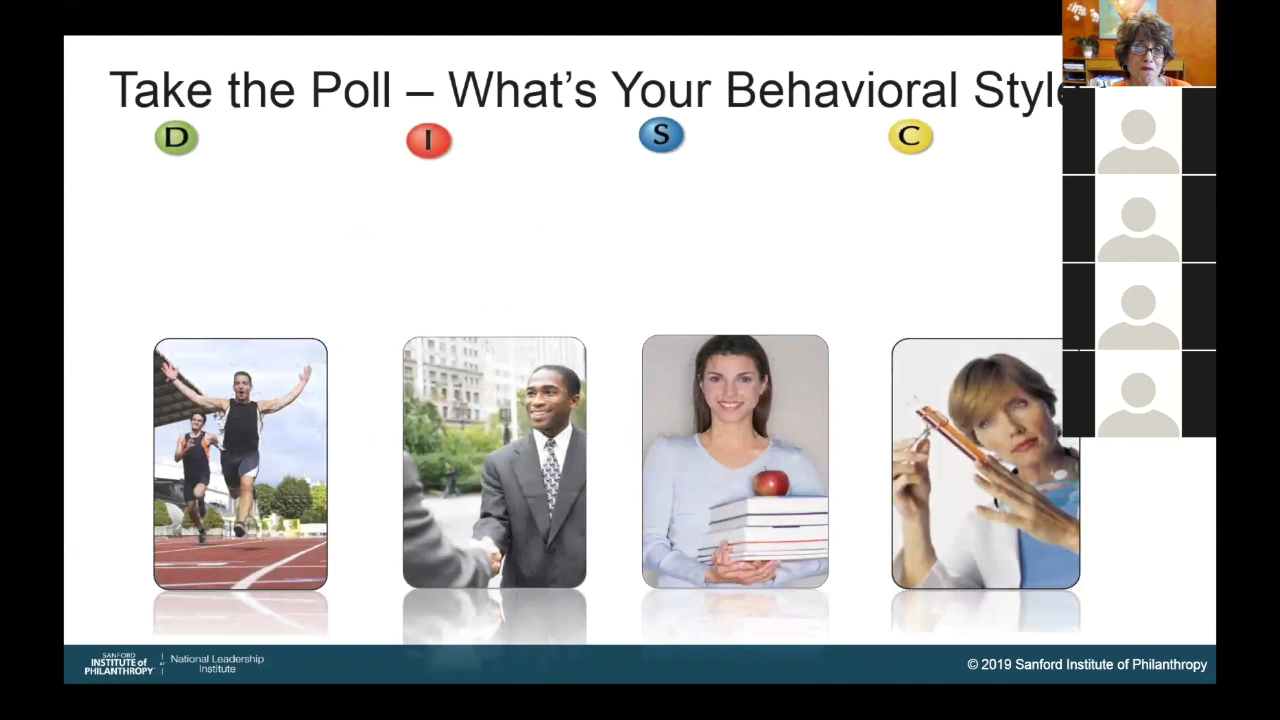 Take the Poll – What's Your Behavioral Style
D I S C
SANFORD
INSTITUTE of
PHILANTHROPY
AT
National Leadership
Institute
© 2019 Sanford Institute of Philanthropy